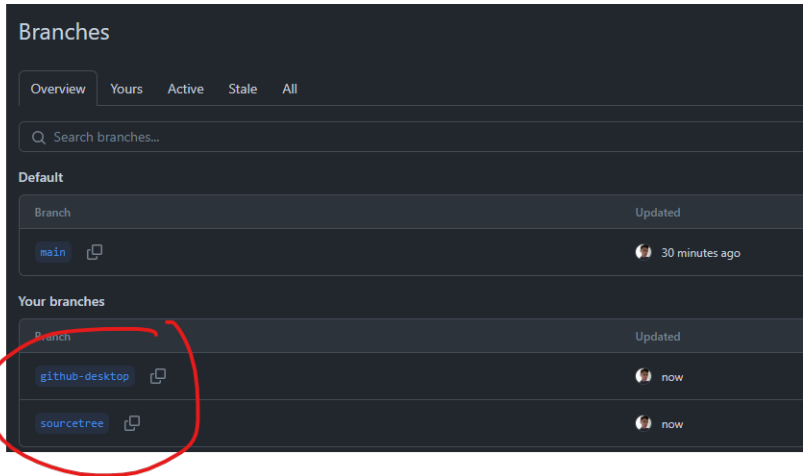 Branches
Overview Yours Active Stale All
Search branches...
Default
Branch Updated
main 30 minutes ago
Your branches
Branch Updated
github-desktop now
sourcetree now